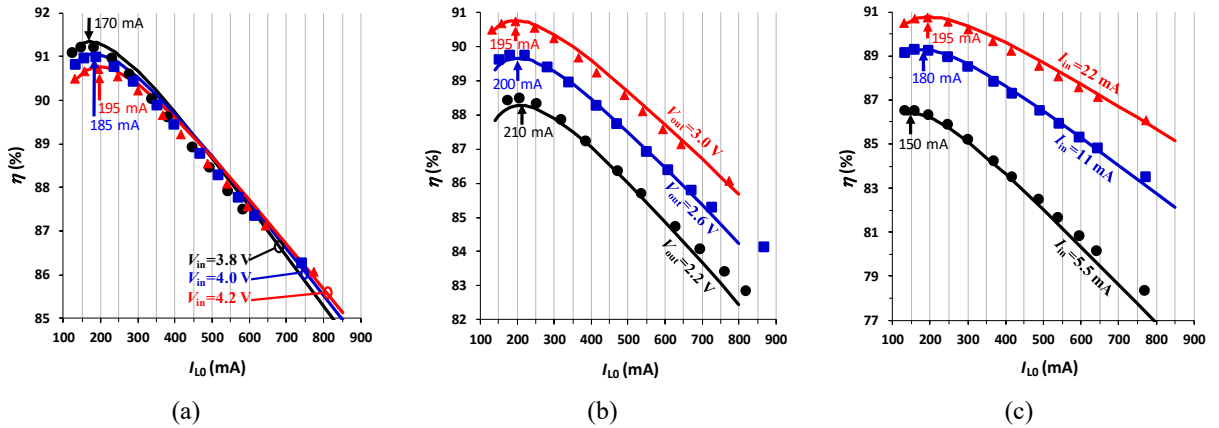 92
91
90
89
88
87
86
85
η (%)
170 mA
195 mA
185 mA
Vin=3.8 V
Vin=4.0 V
Vin=4.2 V
100 200 300 400 500 600 700 800 900
IL0 (mA)
(a)
91
90
89
88
87
86
85
84
83
82
η (%)
195 mA
200 mA
210 mA
Vout=3.0 V
Vout=2.6 V
Vout=2.2 V
100 200 300 400 500 600 700 800 900
IL0 (mA)
(b)
91
89
87
85
83
81
79
77
η (%)
195 mA
180 mA
150 mA
Iin=22 mA
Iin=11 mA
Iin=5.5 mA
100 200 300 400 500 600 700 800 900
IL0 (mA)
(c)